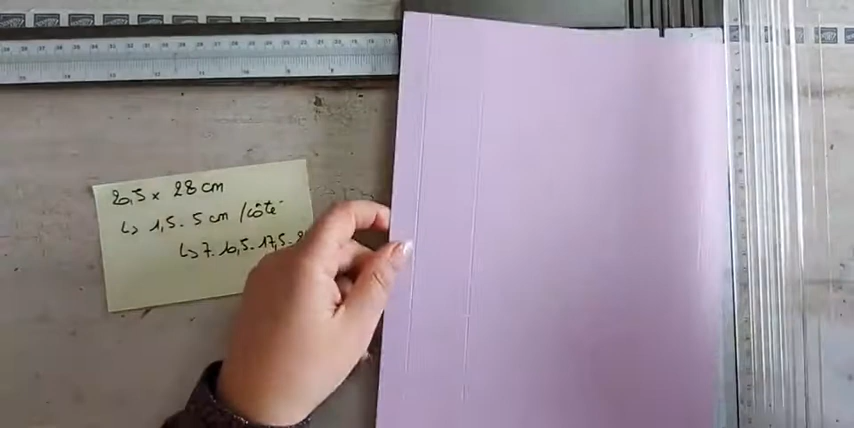 20,5 x 28 cm
↳ 1,5 - 5 cm / côté
↳ 7 - 10,5 - 17,5 -